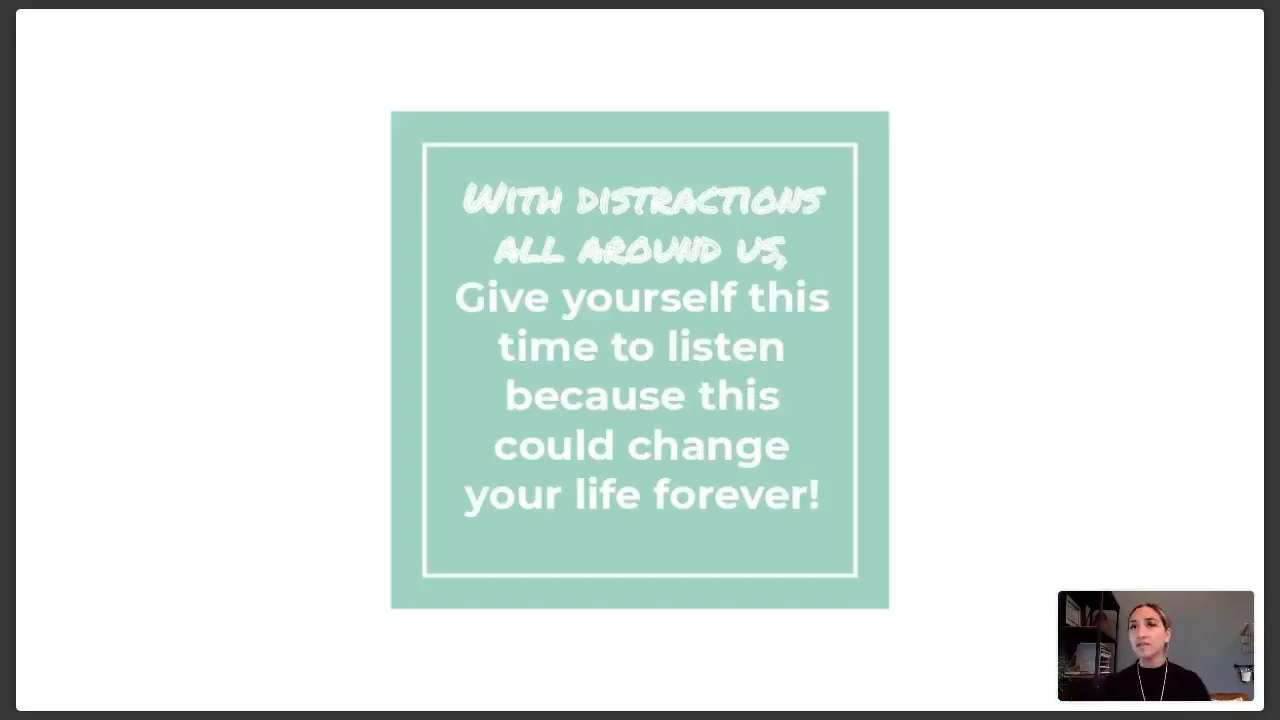 With distractions
all around us,
Give yourself this
time to listen
because this
could change
your life forever!